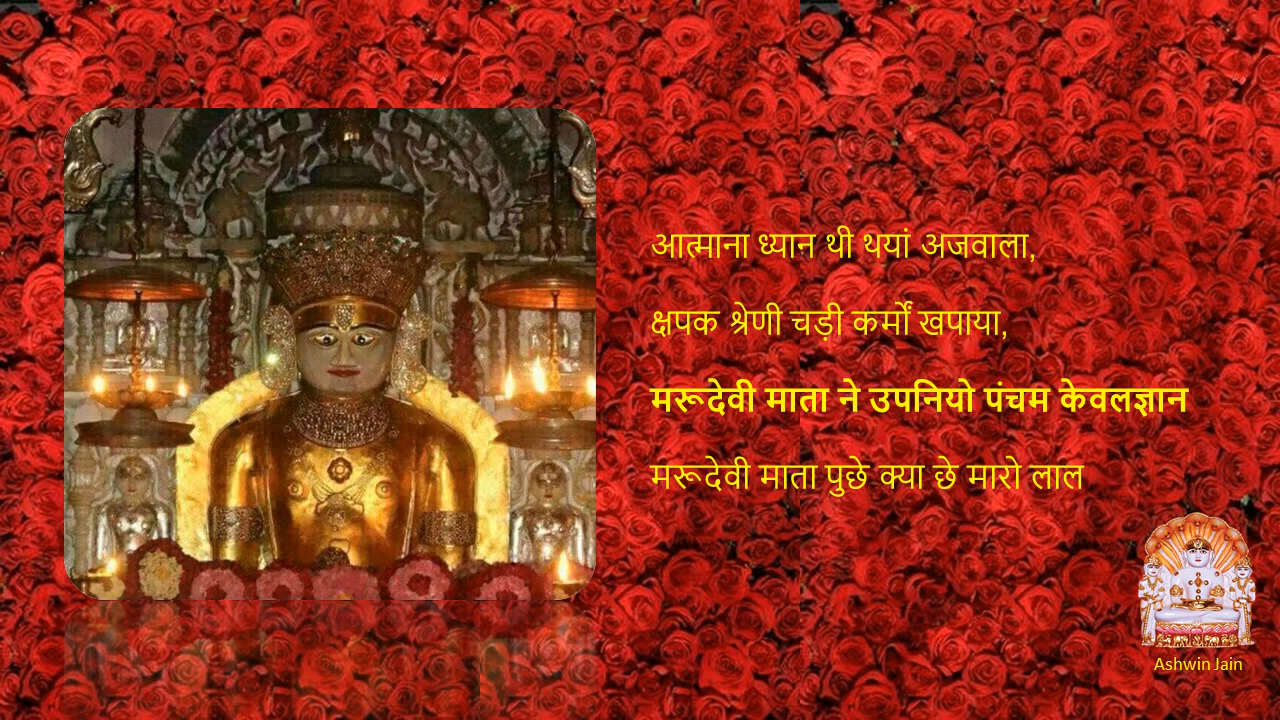 आत्माना ध्यान थी थयां अजवाला,
क्षपक श्रेणी चड़ी कर्मों खपाया,
मरूदेवी माता ने उपनियो पंचम केवलज्ञान
मरूदेवी माता पुछे क्या छे मारो लाल
Ashwin Jain